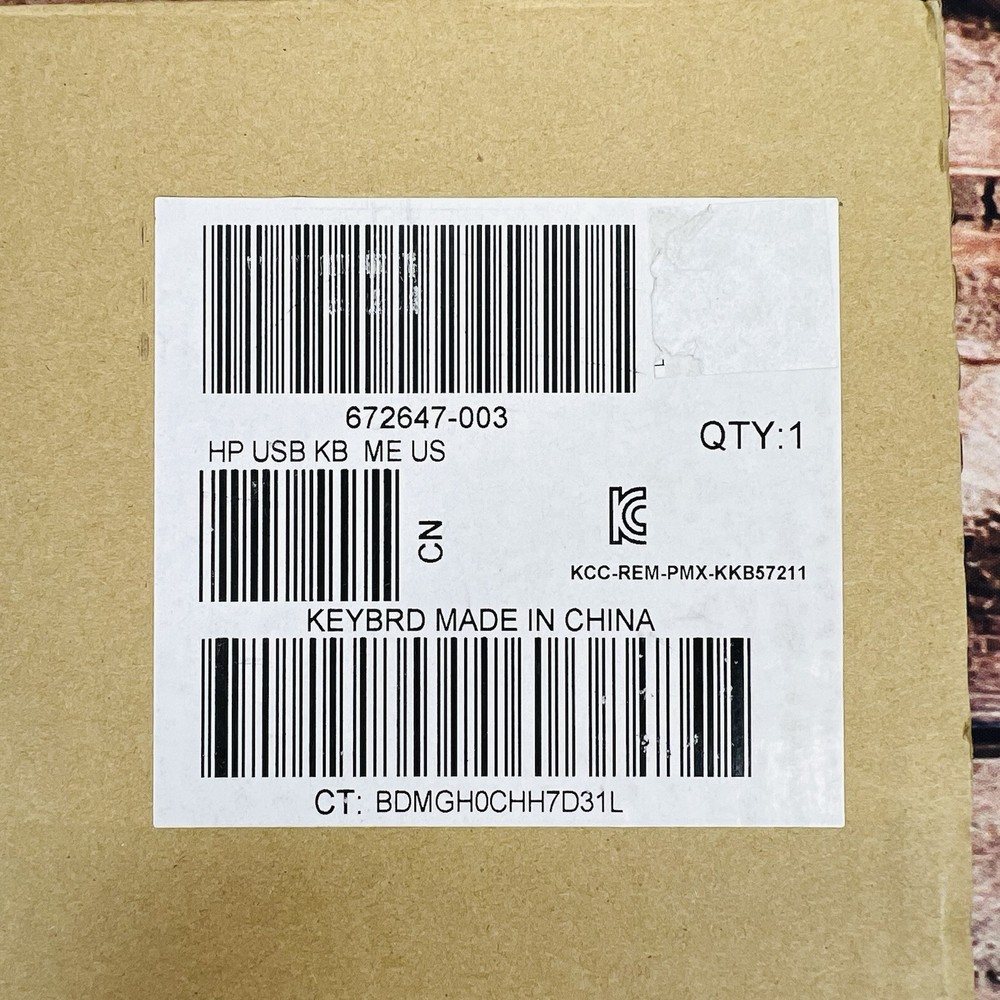 672647-003
HP USB KB ME US
QTY:1
CN
KC
KCC-REM-PMX-KKB57211
KEYBRD MADE IN CHINA
CT: BDMGH0CHH7D31L